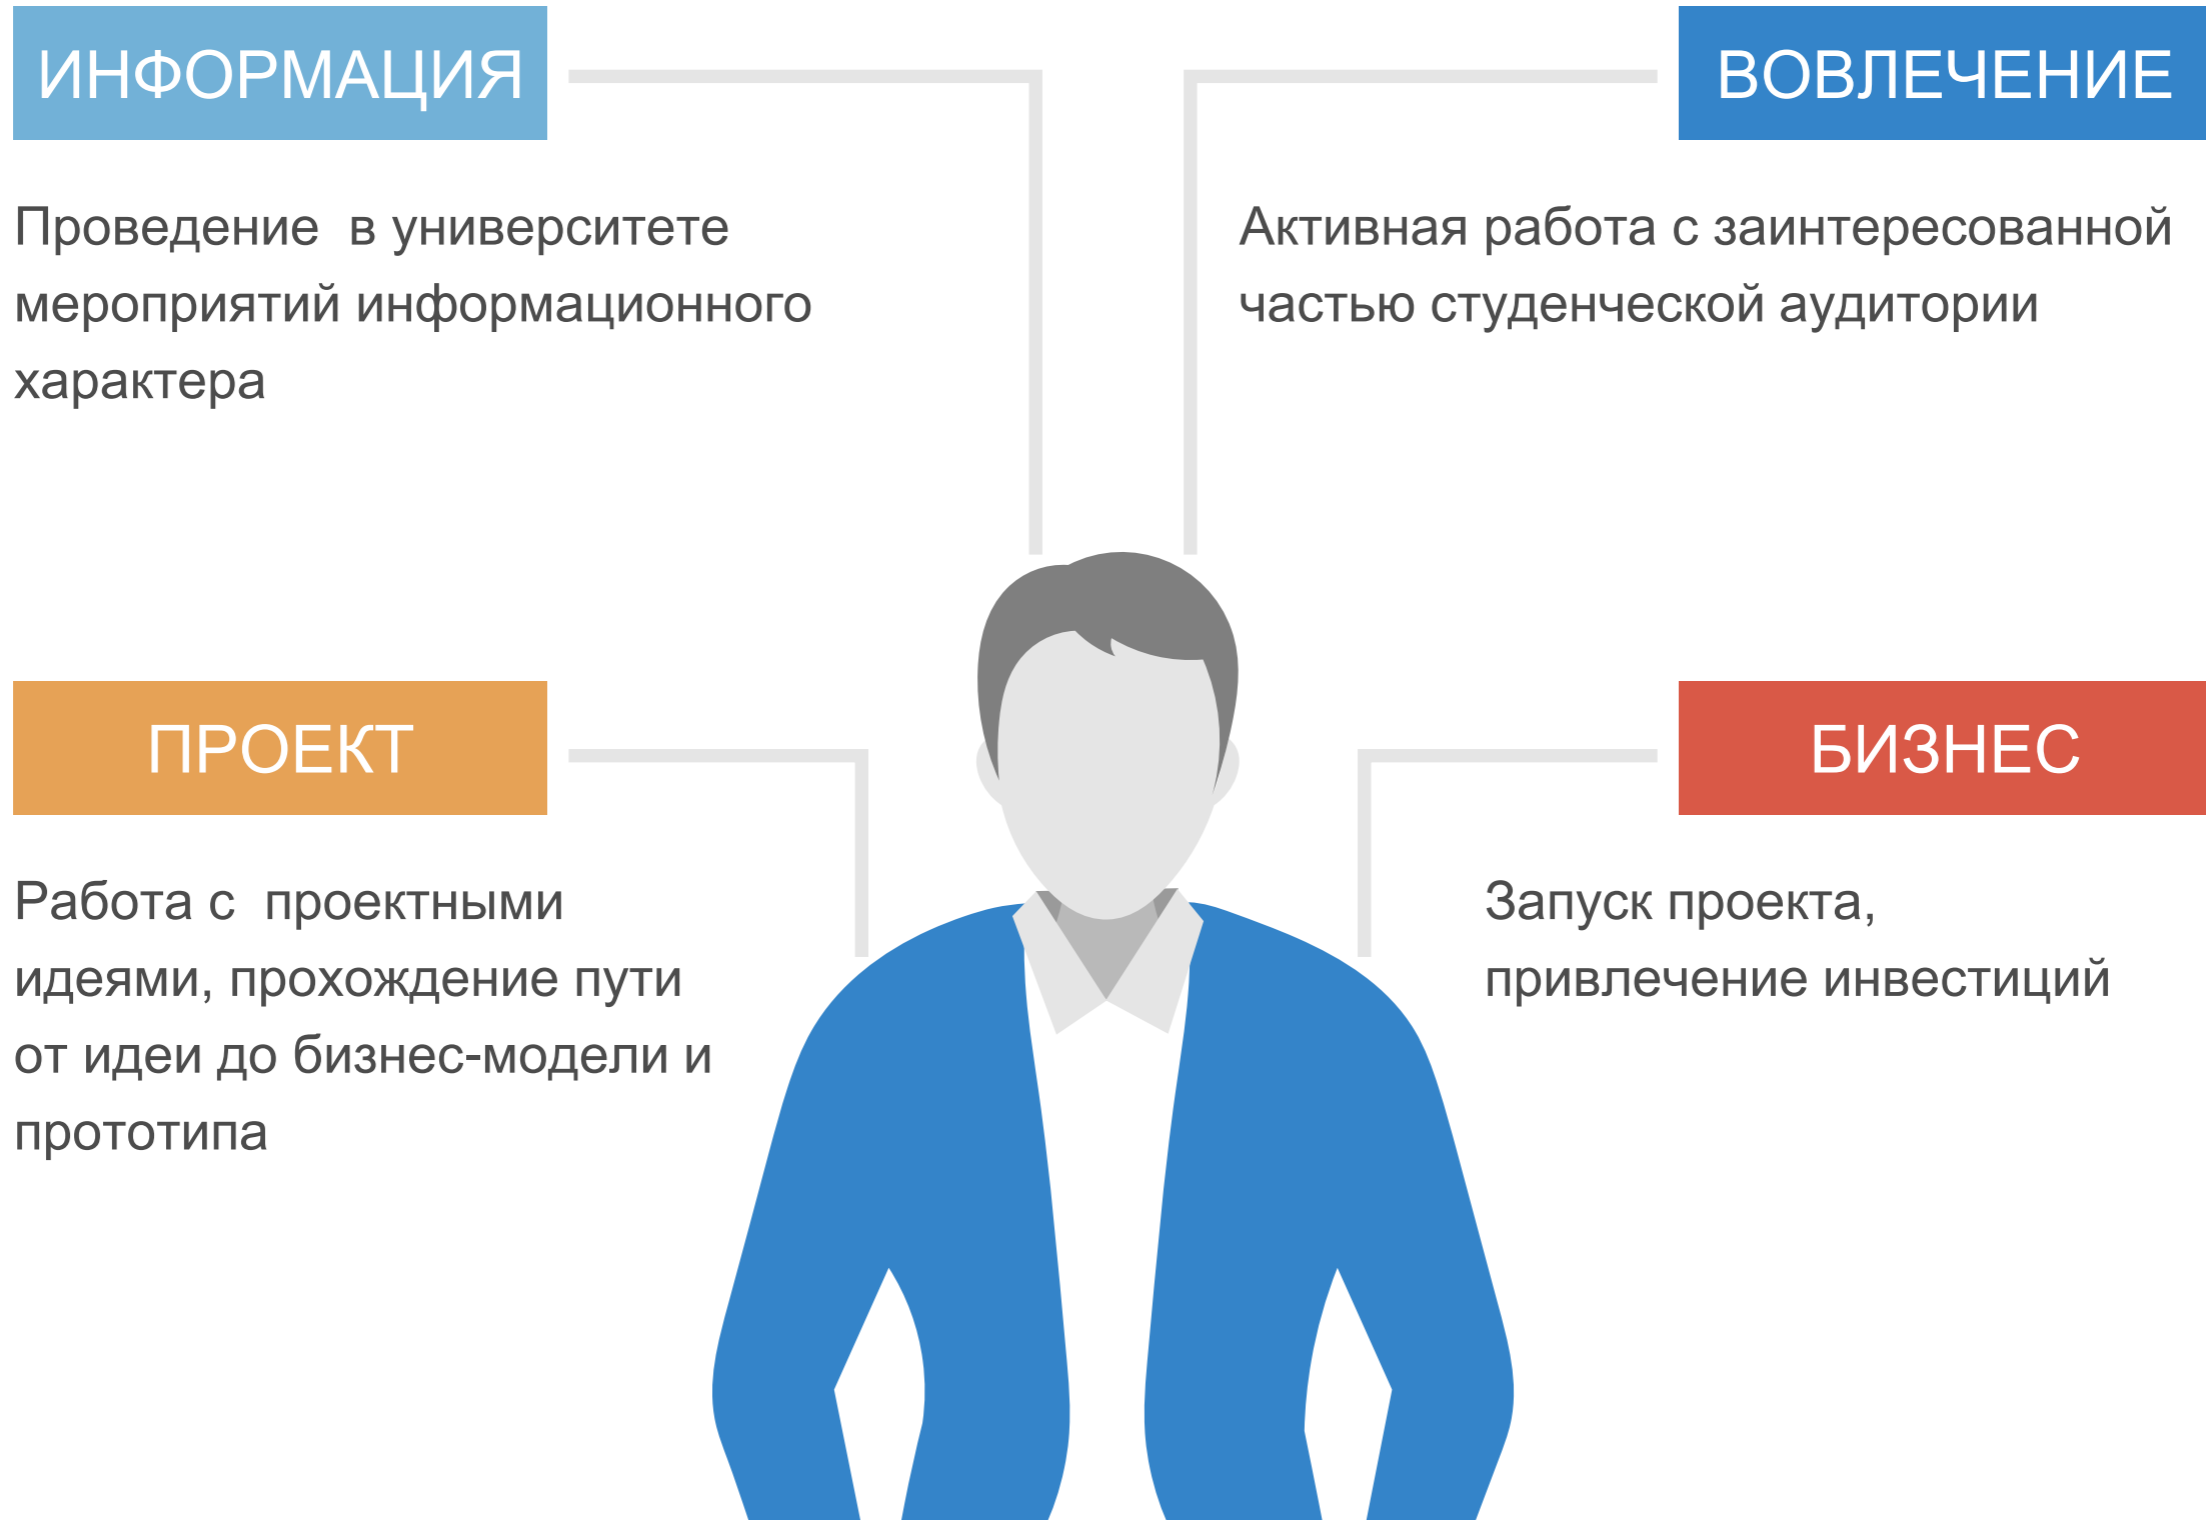 ИНФОРМАЦИЯ
Проведение в университете
мероприятий информационного
характера
ВОВЛЕЧЕНИЕ
Активная работа с заинтересованной
частью студенческой аудитории
ПРОЕКТ
Работа с проектными
идеями, прохождение пути
от идеи до бизнес-модели и
прототипа
БИЗНЕС
Запуск проекта,
привлечение инвестиций